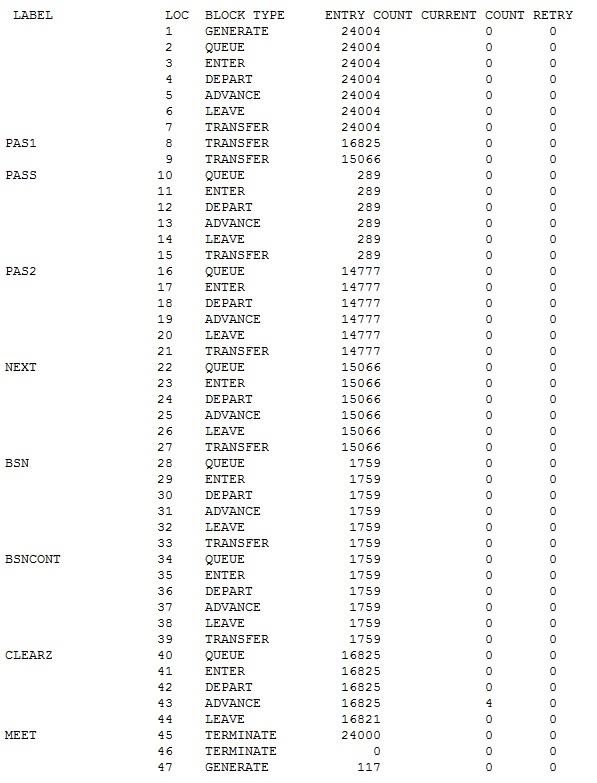 LABEL LOC BLOCK TYPE ENTRY COUNT CURRENT COUNT RETRY
1 GENERATE 24004 0 0
2 QUEUE 24004 0 0
3 ENTER 24004 0 0
4 DEPART 24004 0 0
5 ADVANCE 24004 0 0
6 LEAVE 24004 0 0
7 TRANSFER 24004 0 0
PAS1 8 TRANSFER 16825 0 0
9 TRANSFER 15066 0 0
PASS 10 QUEUE 289 0 0
11 ENTER 289 0 0
12 DEPART 289 0 0
13 ADVANCE 289 0 0
14 LEAVE 289 0 0
15 TRANSFER 289 0 0
PAS2 16 QUEUE 14777 0 0
17 ENTER 14777 0 0
18 DEPART 14777 0 0
19 ADVANCE 14777 0 0
20 LEAVE 14777 0 0
21 TRANSFER 14777 0 0
NEXT 22 QUEUE 15066 0 0
23 ENTER 15066 0 0
24 DEPART 15066 0 0
25 ADVANCE 15066 0 0
26 LEAVE 15066 0 0
27 TRANSFER 15066 0 0
BSN 28 QUEUE 1759 0 0
29 ENTER 1759 0 0
30 DEPART 1759 0 0
31 ADVANCE 1759 0 0
32 LEAVE 1759 0 0
33 TRANSFER 1759 0 0
BSNCONT 34 QUEUE 1759 0 0
35 ENTER 1759 0 0
36 DEPART 1759 0 0
37 ADVANCE 1759 0 0
38 LEAVE 1759 0 0
39 TRANSFER 1759 0 0
CLEARZ 40 QUEUE 16825 0 0
41 ENTER 16825 0 0
42 DEPART 16825 0 0
43 ADVANCE 16825 4 0
44 LEAVE 16821 0 0
MEET 45 TERMINATE 24000 0 0
46 TERMINATE 0 0 0
47 GENERATE 117 0 0